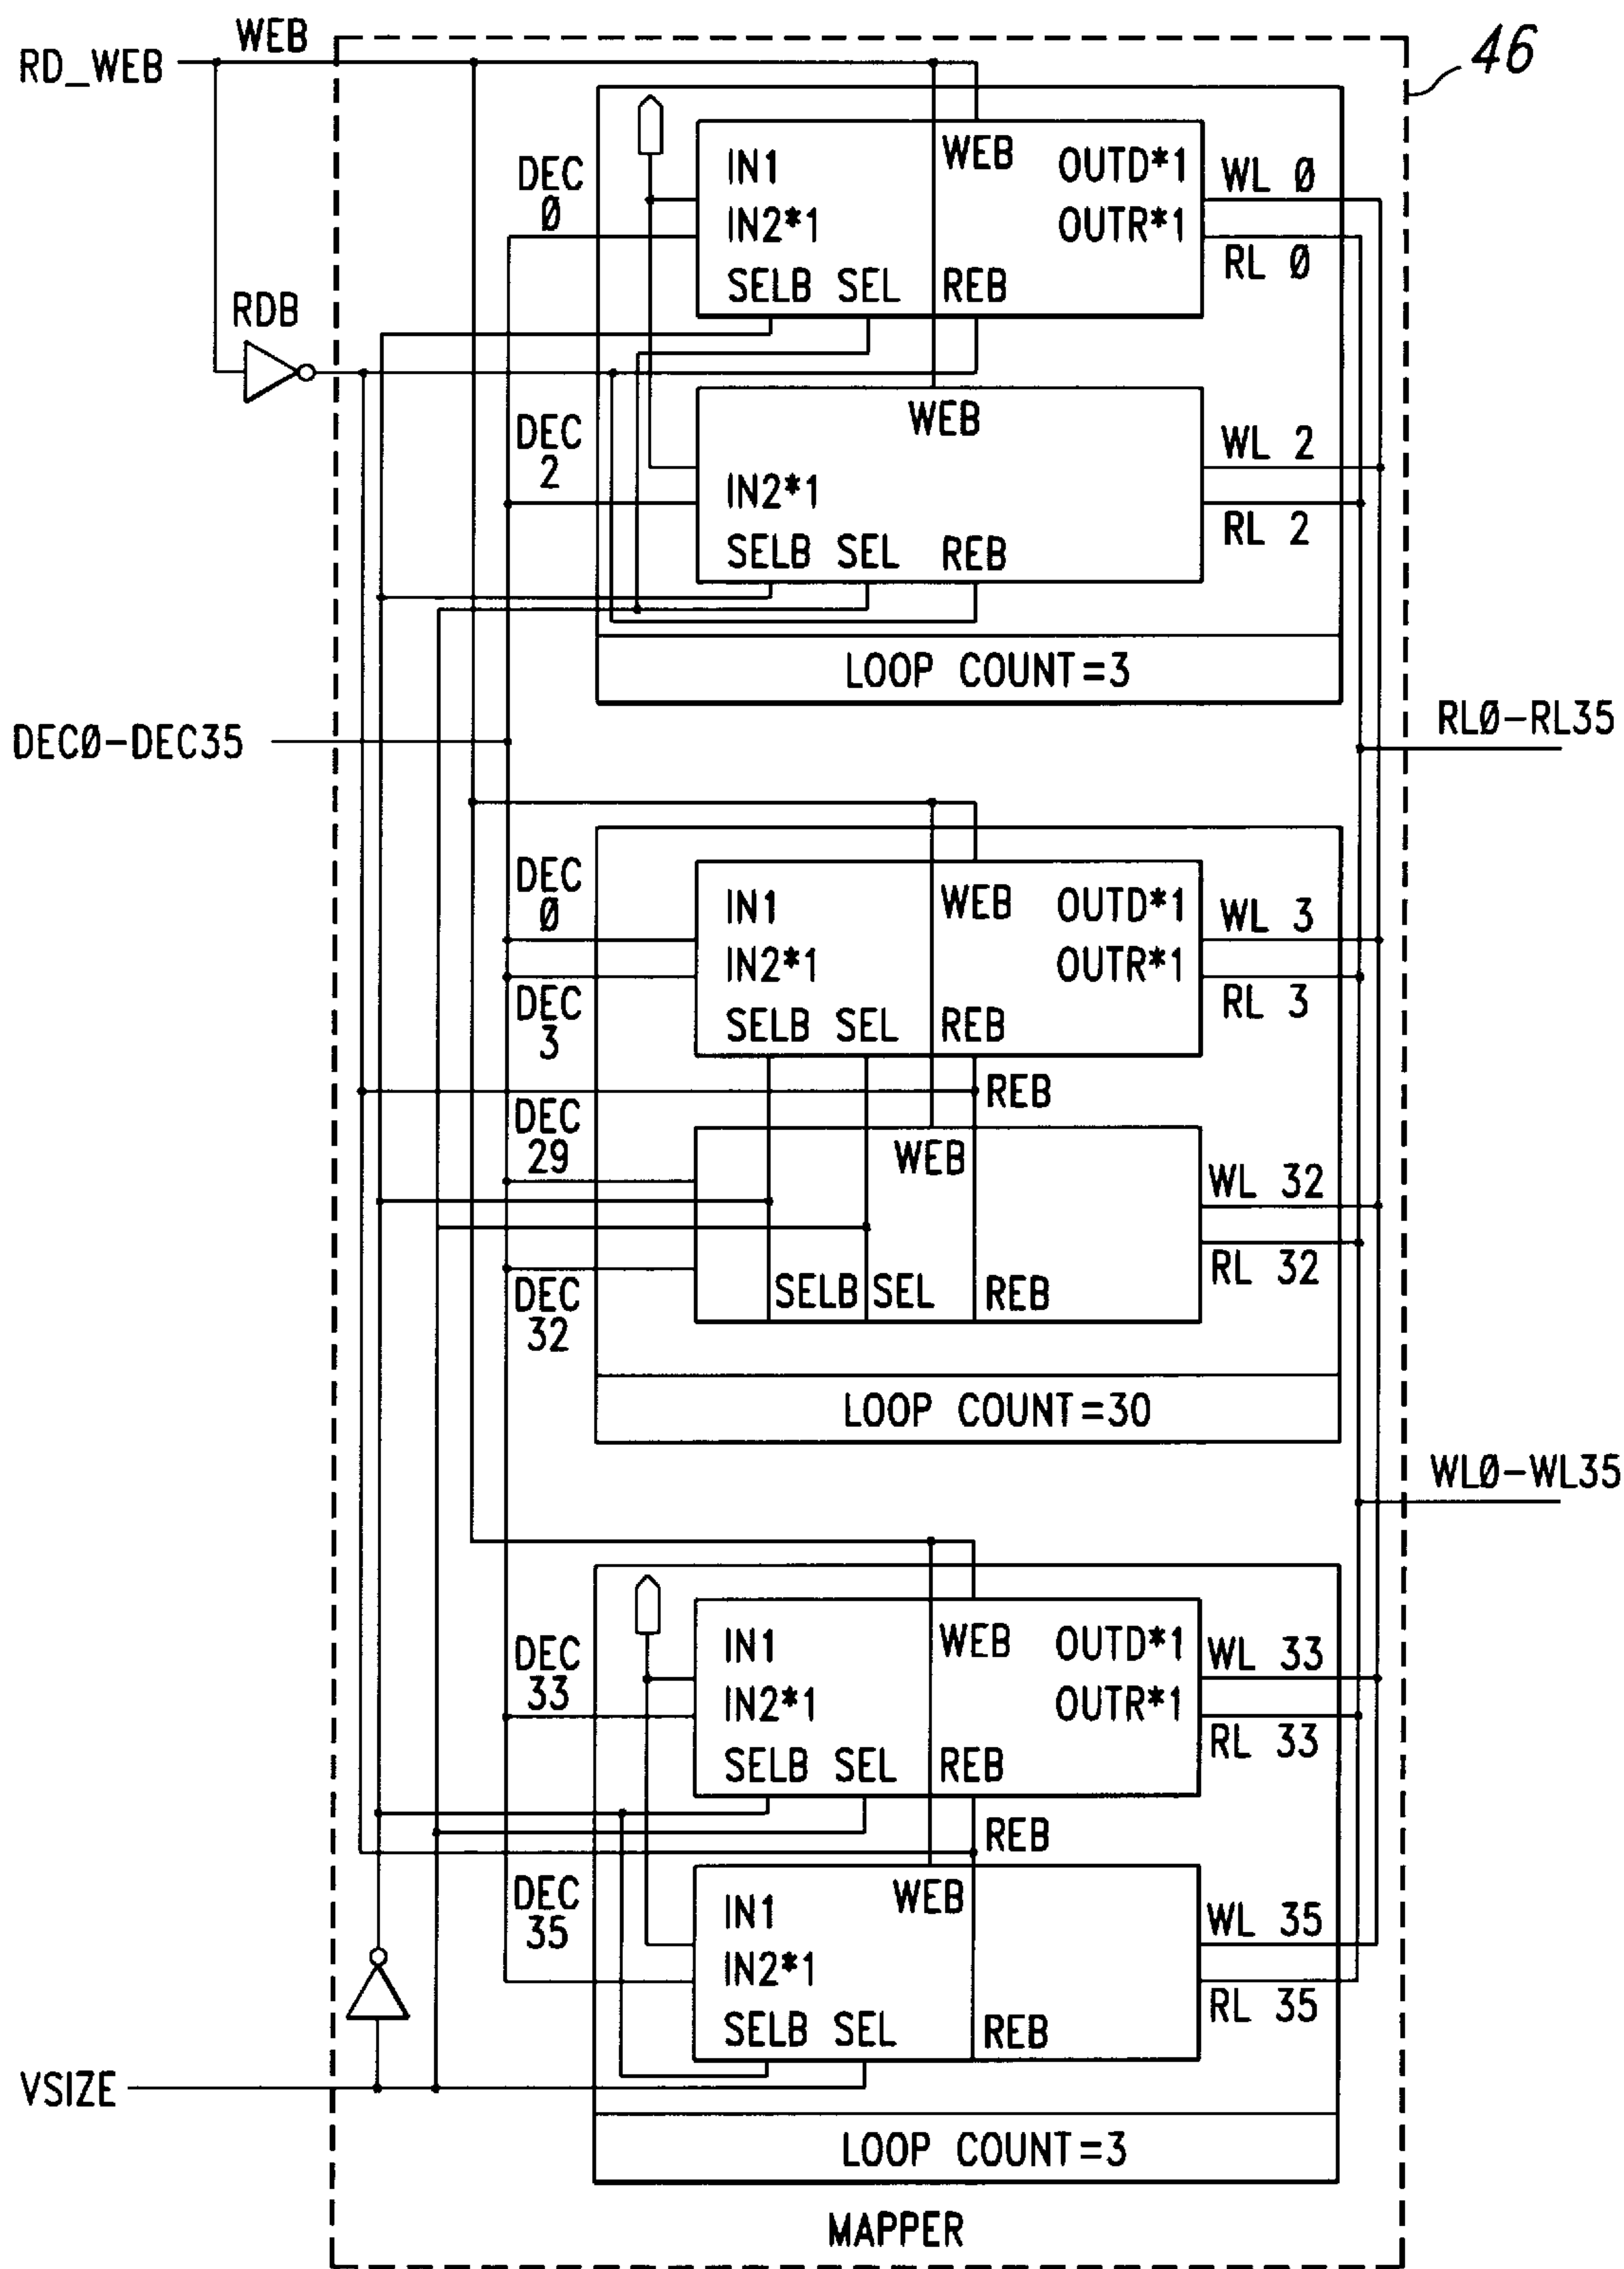 WEB
RD_WEB
46
WEB
IN1
OUTD*1
WL Ø
DEC
Ø
IN2*1
OUTR*1
RL Ø
SELB SEL REB
RDB
WEB
DEC
2
WL 2
IN2*1
RL 2
SELB SEL REB
LOOP COUNT=3
DECØ-DEC35
RLØ-RL35
DEC
Ø
IN1
WEB
OUTD*1
WL 3
IN2*1
OUTR*1
DEC
3
RL 3
SELB SEL REB
REB
DEC
29
WEB
WL 32
RL 32
DEC
32
SELB SEL REB
LOOP COUNT=30
WLØ-WL35
IN1
WEB
OUTD*1
WL 33
DEC
33
IN2*1
OUTR*1
RL 33
SELB SEL REB
REB
DEC
35
IN1
WEB
WL 35
IN2*1
RL 35
SELB SEL REB
VSIZE
LOOP COUNT=3
MAPPER